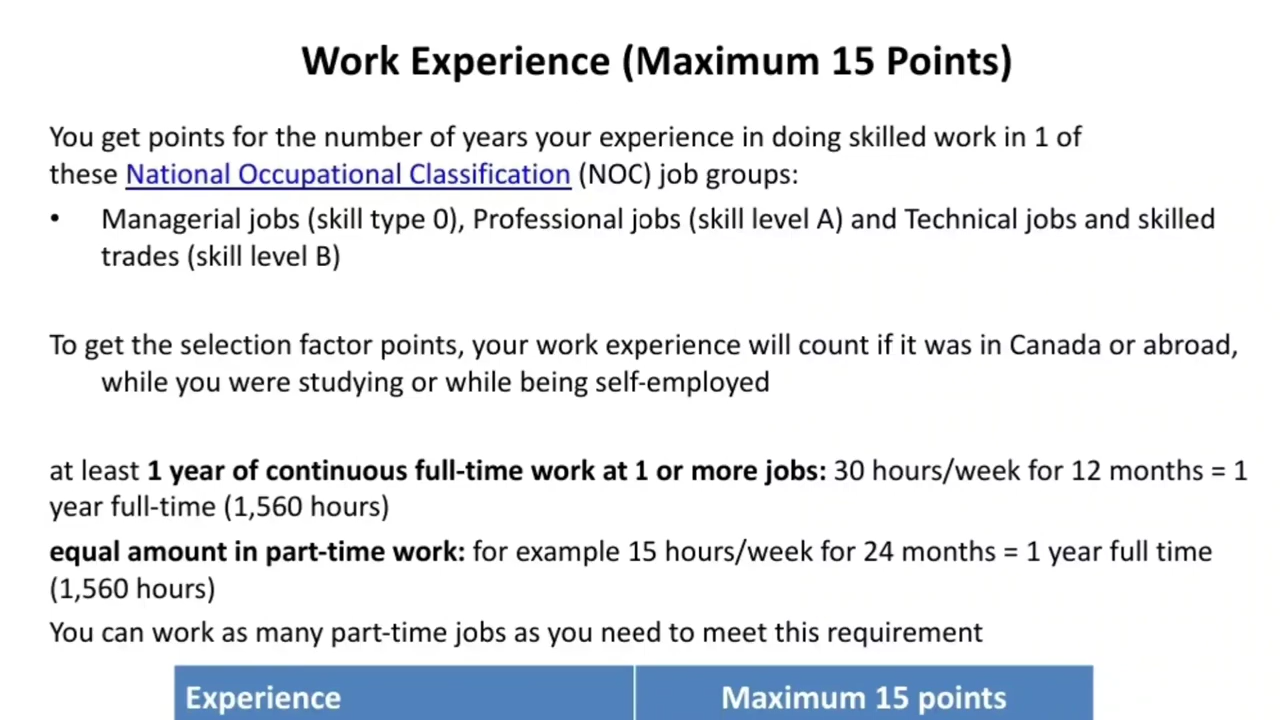 Work Experience (Maximum 15 Points)
You get points for the number of years your experience in doing skilled work in 1 of
these National Occupational Classification (NOC) job groups:
• Managerial jobs (skill type 0), Professional jobs (skill level A) and Technical jobs and skilled
trades (skill level B)
To get the selection factor points, your work experience will count if it was in Canada or abroad,
while you were studying or while being self-employed
at least 1 year of continuous full-time work at 1 or more jobs: 30 hours/week for 12 months = 1
year full-time (1,560 hours)
equal amount in part-time work: for example 15 hours/week for 24 months = 1 year full time
(1,560 hours)
You can work as many part-time jobs as you need to meet this requirement
Experience Maximum 15 points